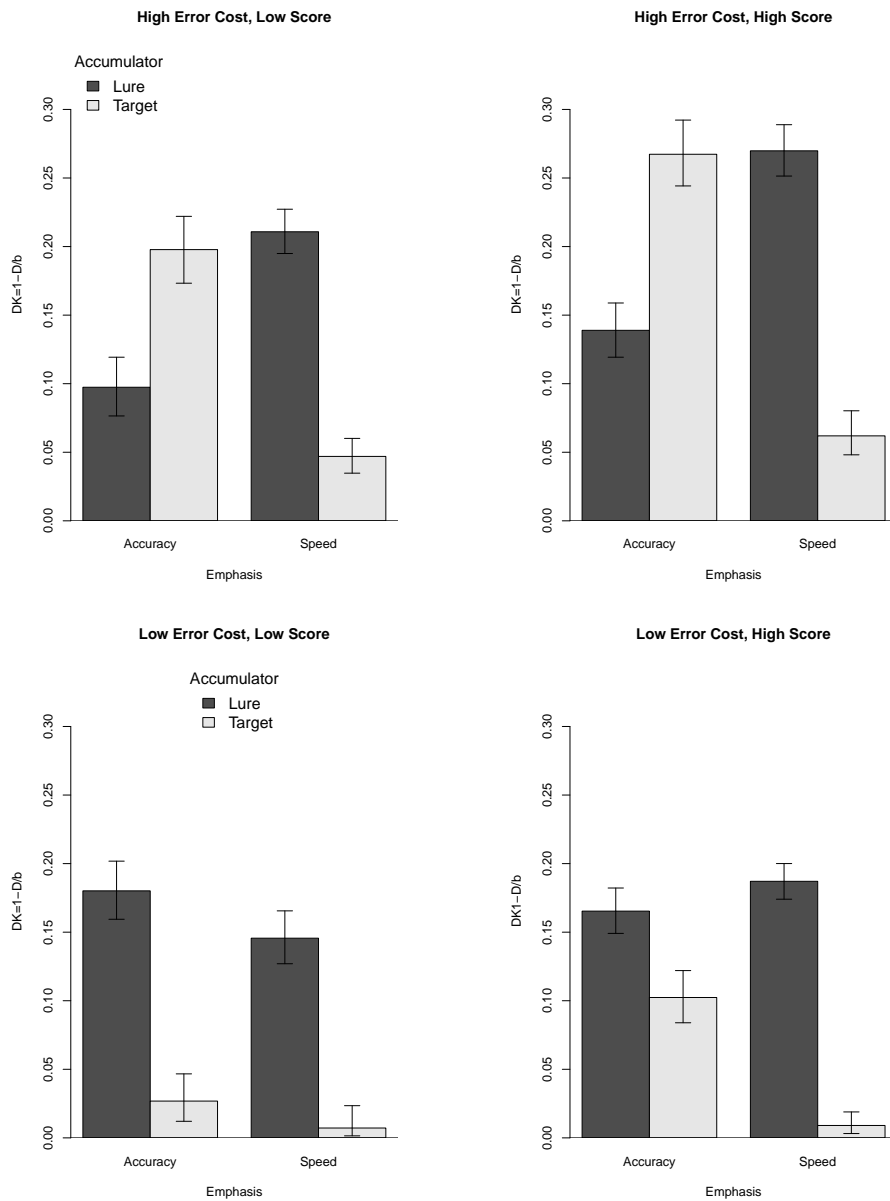 High Error Cost, Low Score
Accumulator
Lure
Target
DK=1−D/b
0.30
0.25
0.20
0.15
0.10
0.05
0.00
Accuracy Speed
Emphasis
High Error Cost, High Score
DK=1−D/b
0.30
0.25
0.20
0.15
0.10
0.05
0.00
Accuracy Speed
Emphasis
Low Error Cost, Low Score
Accumulator
Lure
Target
DK=1−D/b
0.30
0.25
0.20
0.15
0.10
0.05
0.00
Accuracy Speed
Emphasis
Low Error Cost, High Score
DK1−D/b
0.30
0.25
0.20
0.15
0.10
0.05
0.00
Accuracy Speed
Emphasis